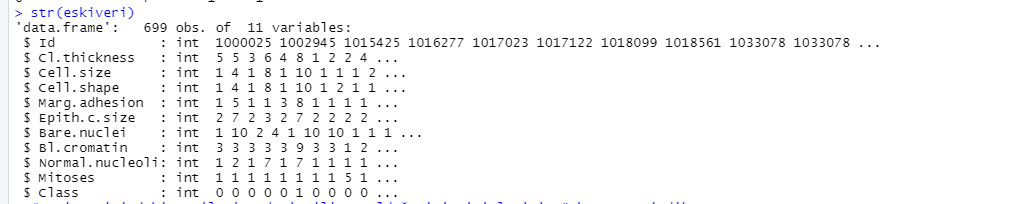 > str(eskiveri)
'data.frame':   699 obs. of  11 variables:
 $ Id             : int  1000025 1002945 1015425 1016277 1017023 1017122 1018099 1018561 1033078 1033078 ...
 $ Cl.thickness   : int  5 5 3 6 4 8 1 2 2 4 ...
 $ Cell.size      : int  1 4 1 8 1 10 1 1 1 2 ...
 $ Cell.shape     : int  1 4 1 8 1 10 1 2 1 1 ...
 $ Marg.adhesion  : int  1 5 1 1 3 8 1 1 1 1 ...
 $ Epith.c.size   : int  2 7 2 3 2 7 2 2 2 2 ...
 $ Bare.nuclei    : int  1 10 2 4 1 10 10 1 1 1 ...
 $ Bl.cromatin    : int  3 3 3 3 3 9 3 3 1 2 ...
 $ Normal.nucleoli: int  1 2 1 7 1 7 1 1 1 1 ...
 $ Mitoses        : int  1 1 1 1 1 1 1 1 5 1 ...
 $ Class          : int  0 0 0 0 0 1 0 0 0 0 ...